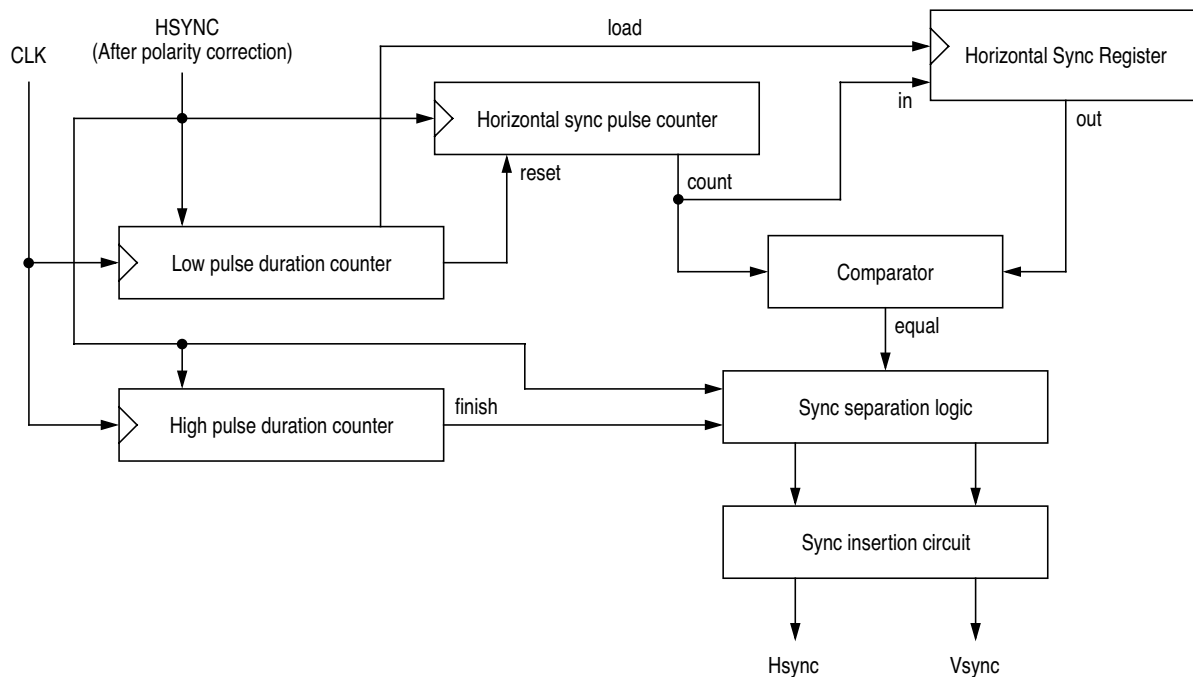 HSYNC
(After polarity correction)
CLK
load
Horizontal Sync Register
in
out
Horizontal sync pulse counter
reset
count
Low pulse duration counter
Comparator
equal
High pulse duration counter
finish
Sync separation logic
Sync insertion circuit
Hsync
Vsync